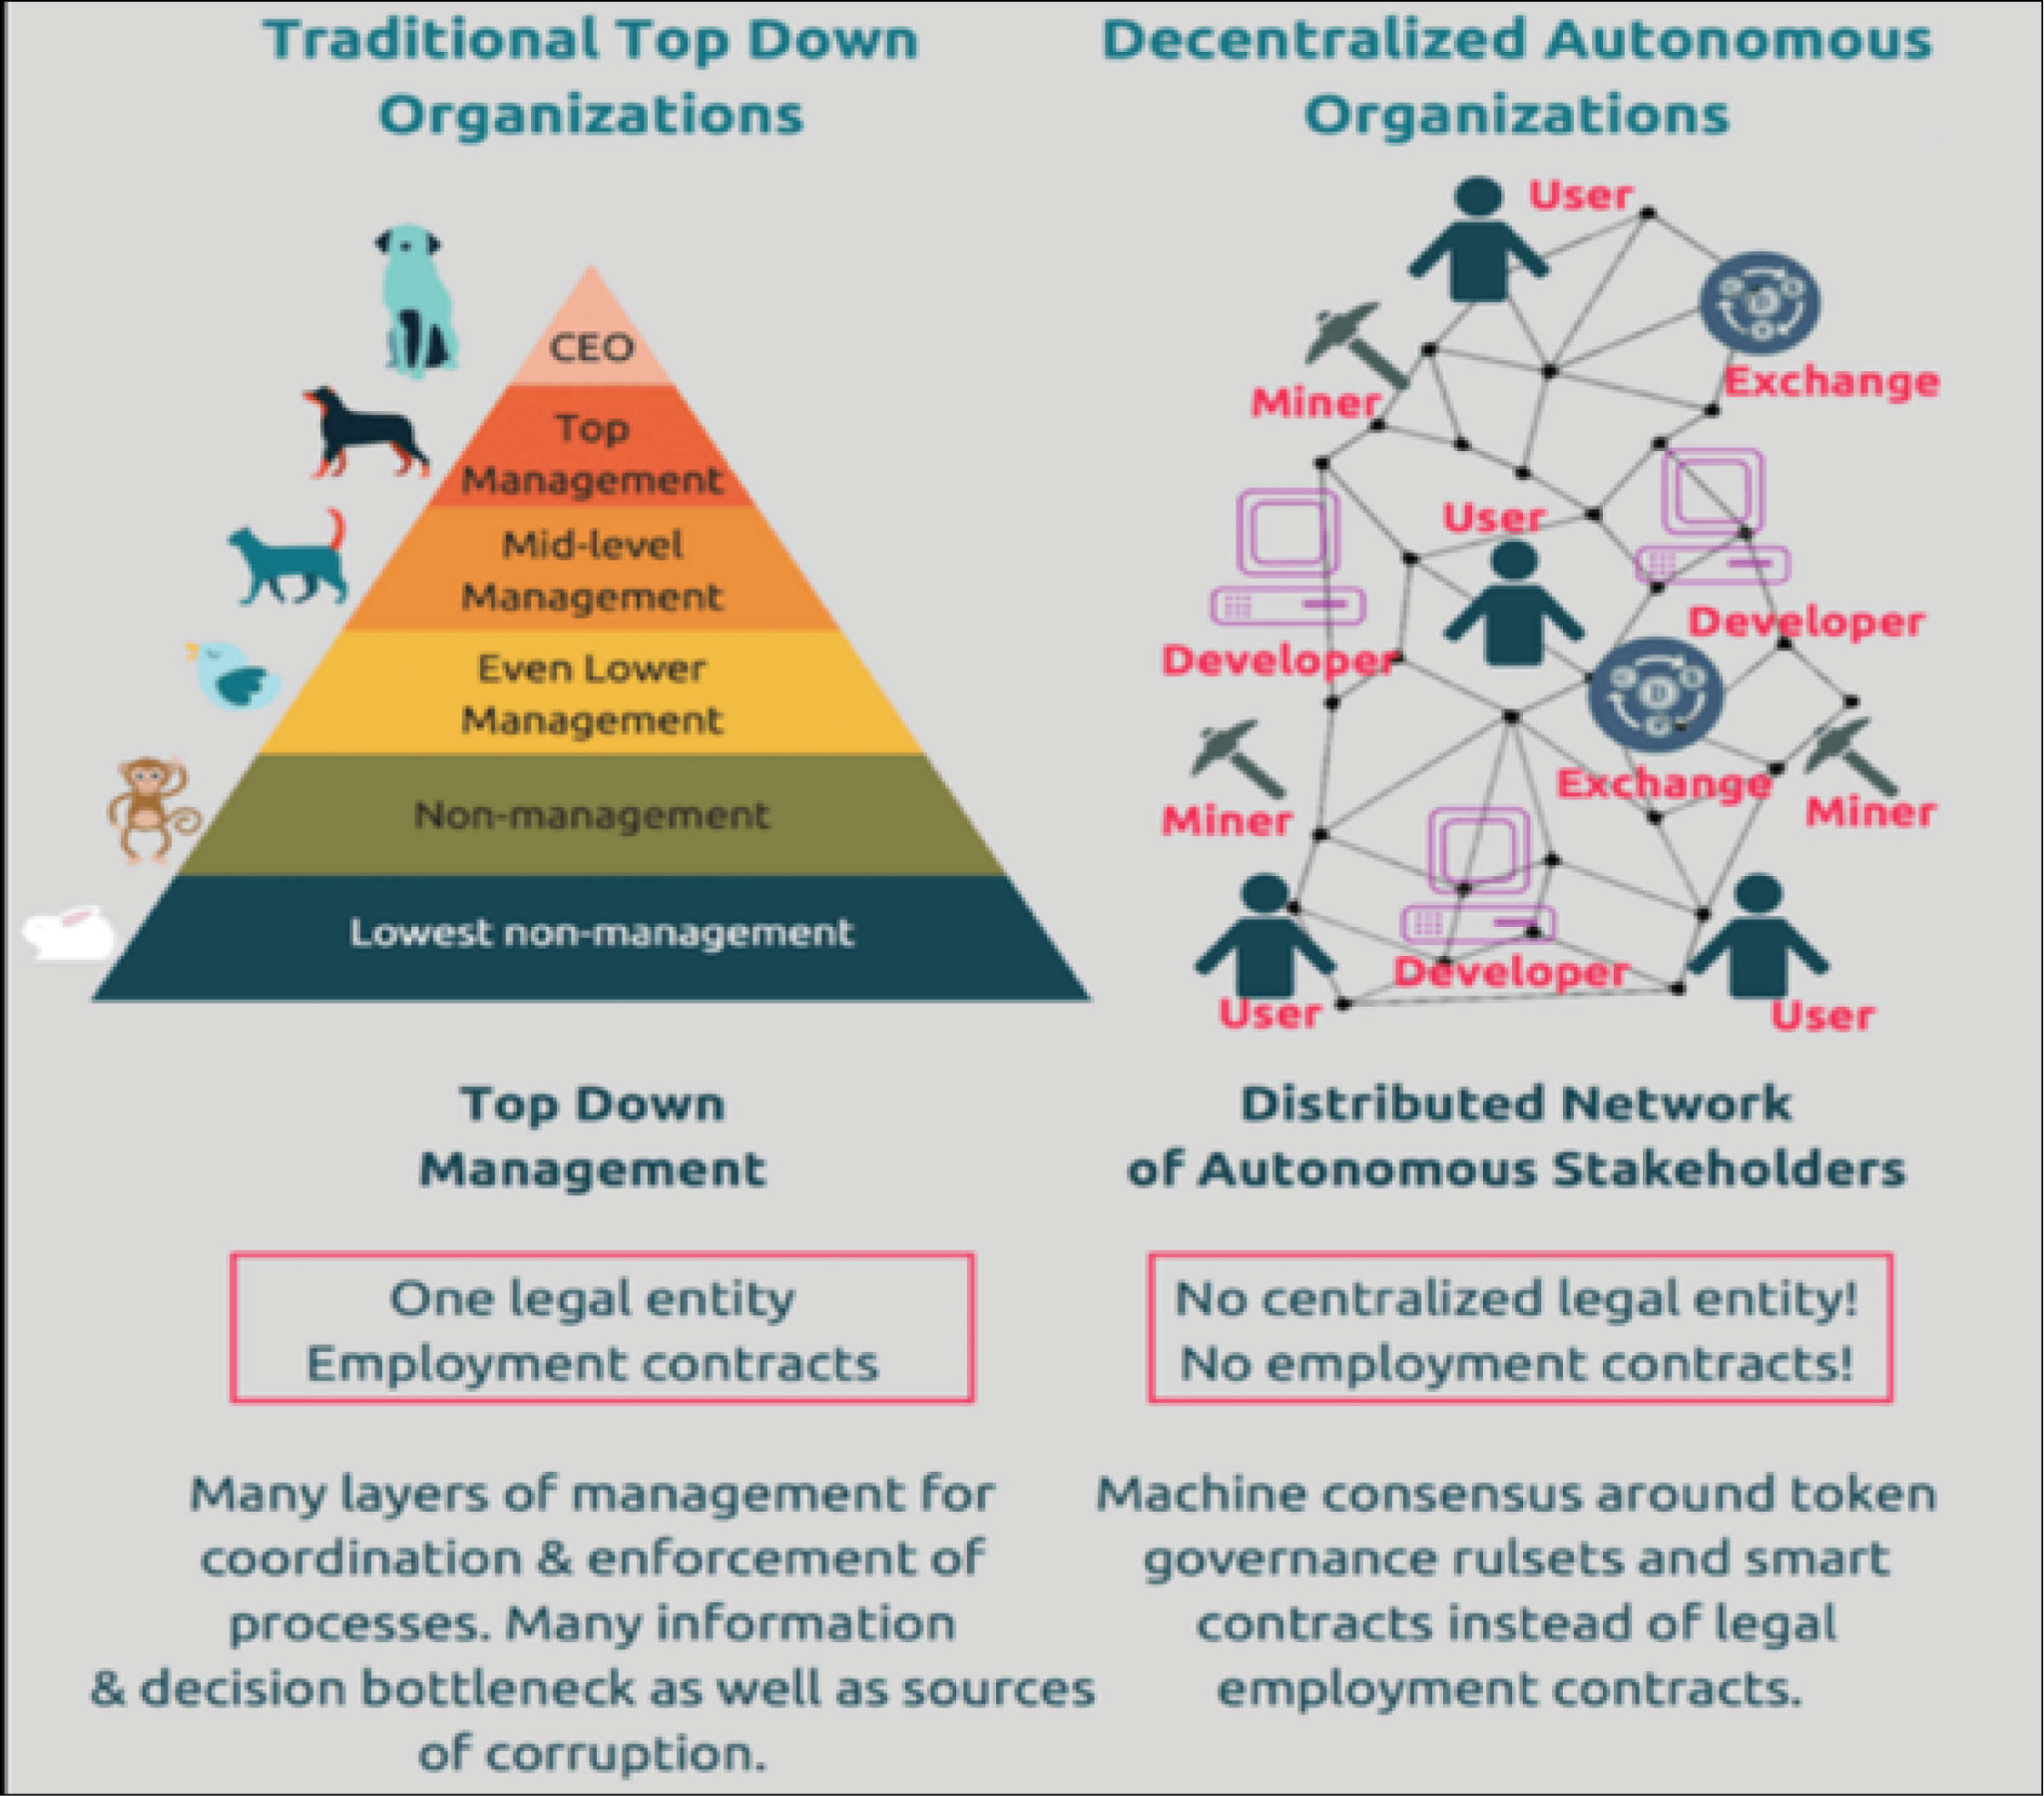 Traditional Top Down
Organizations
CEO
Top
Management
Mid-level
Management
Even Lower
Management
Non-management
Lowest non-management
Top Down
Management
One legal entity
Employment contracts
Many layers of management for
coordination & enforcement of
processes. Many information
& decision bottleneck as well as sources
of corruption.
Decentralized Autonomous
Organizations
User
Exchange
Miner
User
Developer
Developer
Exchange
Miner
Miner
Developer
User
User
Distributed Network
of Autonomous Stakeholders
No centralized legal entity!
No employment contracts!
Machine consensus around token
governance rulsets and smart
contracts instead of legal
employment contracts.